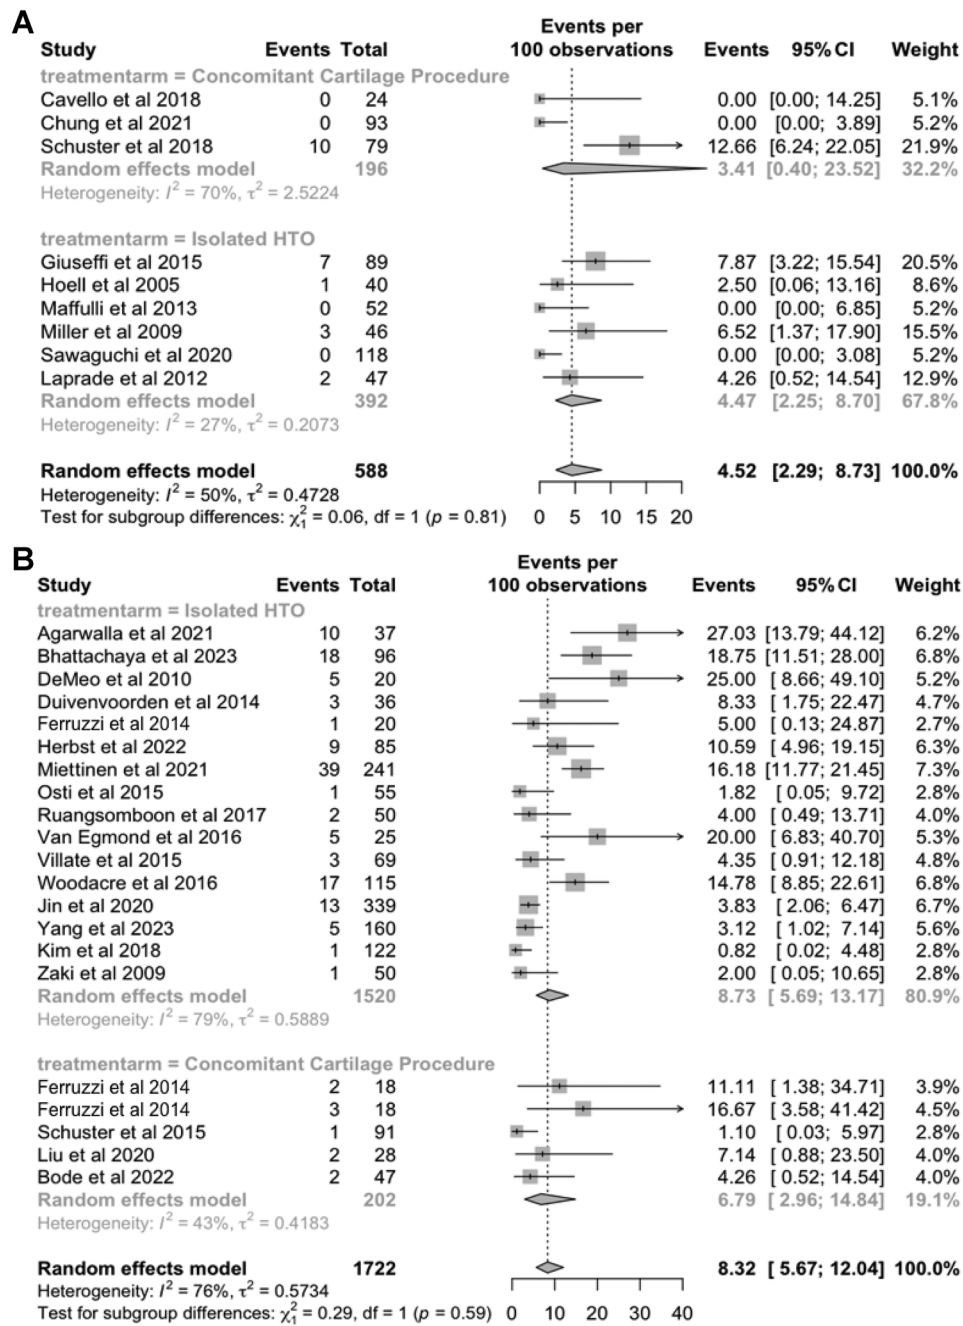 A
Events per
Study Events Total 100 observations Events 95% CI Weight
treatmentarm = Concomitant Cartilage Procedure
Cavello et al 2018 0 24 0.00 [0.00; 14.25] 5.1%
Chung et al 2021 0 93 0.00 [0.00; 3.89] 5.2%
Schuster et al 2018 10 79 12.66 [6.24; 22.05] 21.9%
Random effects model 196 3.41 [0.40; 23.52] 32.2%
Heterogeneity: I² = 70%, τ² = 2.5224
treatmentarm = Isolated HTO
Giuseffi et al 2015 7 89 7.87 [3.22; 15.54] 20.5%
Hoell et al 2005 1 40 2.50 [0.06; 13.16] 8.6%
Maffulli et al 2013 0 52 0.00 [0.00; 6.85] 5.2%
Miller et al 2009 3 46 6.52 [1.37; 17.90] 15.5%
Sawaguchi et al 2020 0 118 0.00 [0.00; 3.08] 5.2%
Laprade et al 2012 2 47 4.26 [0.52; 14.54] 12.9%
Random effects model 392 4.47 [2.25; 8.70] 67.8%
Heterogeneity: I² = 27%, τ² = 0.2073
Random effects model 588 4.52 [2.29; 8.73] 100.0%
Heterogeneity: I² = 50%, τ² = 0.4728
Test for subgroup differences: χ²₁ = 0.06, df = 1 (p = 0.81) 0 5 10 15 20
B
Events per
Study Events Total 100 observations Events 95% CI Weight
treatmentarm = Isolated HTO
Agarwalla et al 2021 10 37 27.03 [13.79; 44.12] 6.2%
Bhattachaya et al 2023 18 96 18.75 [11.51; 28.00] 6.8%
DeMeo et al 2010 5 20 25.00 [ 8.66; 49.10] 5.2%
Duivenvoorden et al 2014 3 36 8.33 [ 1.75; 22.47] 4.7%
Ferruzzi et al 2014 1 20 5.00 [ 0.13; 24.87] 2.7%
Herbst et al 2022 9 85 10.59 [ 4.96; 19.15] 6.3%
Miettinen et al 2021 39 241 16.18 [11.77; 21.45] 7.3%
Osti et al 2015 1 55 1.82 [ 0.05; 9.72] 2.8%
Ruangsomboon et al 2017 2 50 4.00 [ 0.49; 13.71] 4.0%
Van Egmond et al 2016 5 25 20.00 [ 6.83; 40.70] 5.3%
Villate et al 2015 3 69 4.35 [ 0.91; 12.18] 4.8%
Woodacre et al 2016 17 115 14.78 [ 8.85; 22.61] 6.8%
Jin et al 2020 13 339 3.83 [ 2.06; 6.47] 6.7%
Yang et al 2023 5 160 3.12 [ 1.02; 7.14] 5.6%
Kim et al 2018 1 122 0.82 [ 0.02; 4.48] 2.8%
Zaki et al 2009 1 50 2.00 [ 0.05; 10.65] 2.8%
Random effects model 1520 8.73 [ 5.69; 13.17] 80.9%
Heterogeneity: I² = 79%, τ² = 0.5889
treatmentarm = Concomitant Cartilage Procedure
Ferruzzi et al 2014 2 18 11.11 [ 1.38; 34.71] 3.9%
Ferruzzi et al 2014 3 18 16.67 [ 3.58; 41.42] 4.5%
Schuster et al 2015 1 91 1.10 [ 0.03; 5.97] 2.8%
Liu et al 2020 2 28 7.14 [ 0.88; 23.50] 4.0%
Bode et al 2022 2 47 4.26 [ 0.52; 14.54] 4.0%
Random effects model 202 6.79 [ 2.96; 14.84] 19.1%
Heterogeneity: I² = 43%, τ² = 0.4183
Random effects model 1722 8.32 [ 5.67; 12.04] 100.0%
Heterogeneity: I² = 76%, τ² = 0.5734
Test for subgroup differences: χ²₁ = 0.29, df = 1 (p = 0.59) 0 10 20 30 40